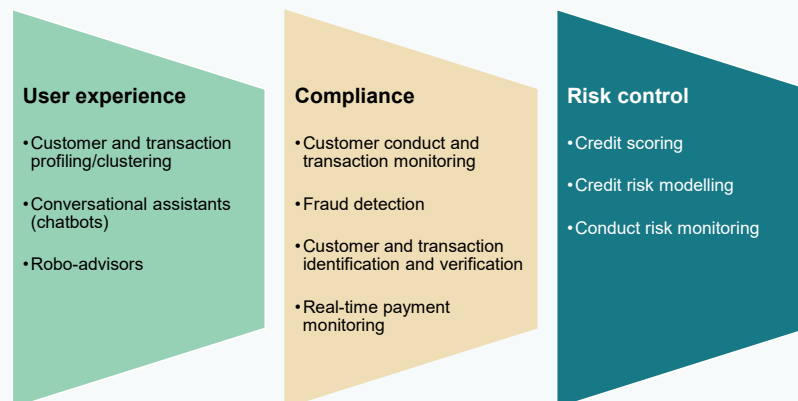 User experience
•Customer and transaction
profiling/clustering
•Conversational assistants
(chatbots)
•Robo-advisors
Compliance
•Customer conduct and
transaction monitoring
•Fraud detection
•Customer and transaction
identification and verification
•Real-time payment
monitoring
Risk control
•Credit scoring
•Credit risk modelling
•Conduct risk monitoring